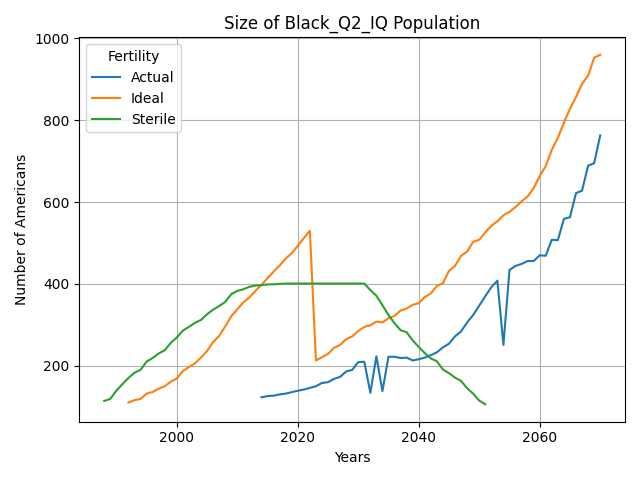 Size of Black_Q2_IQ Population
Number of Americans
1000
800
600
400
200
Fertility
Actual
Ideal
Sterile
2000
2020
2040
2060
Years